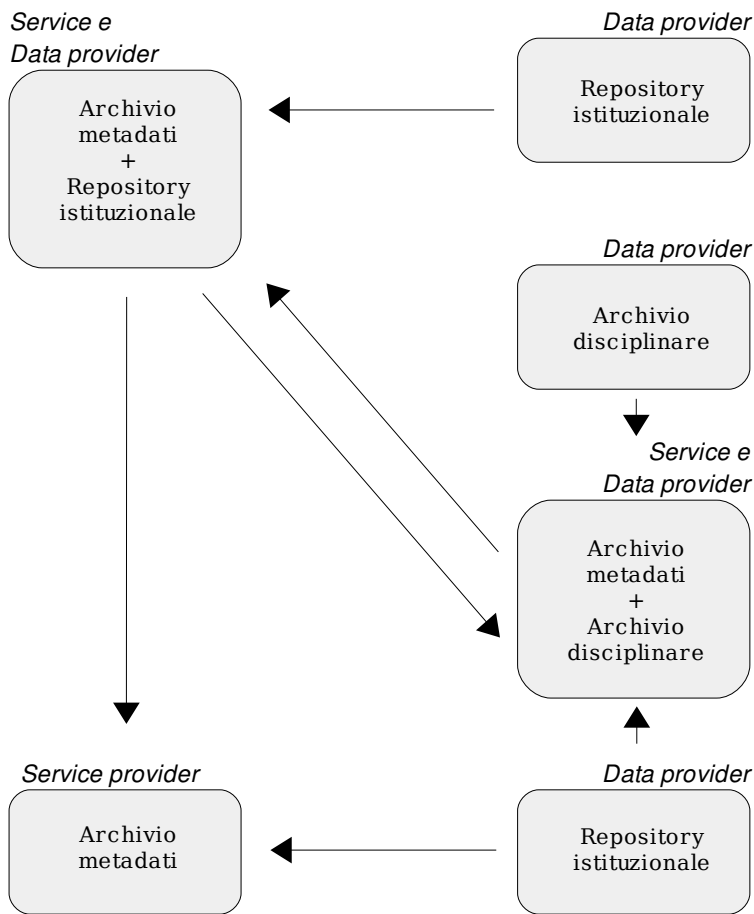 Service e
Data provider
Archivio
metadati
+
Repository
istituzionale
Data provider
Repository
istituzionale
Data provider
Archivio
disciplinare
Service e
Data provider
Archivio
metadati
+
Archivio
disciplinare
Service provider
Archivio
metadati
Data provider
Repository
istituzionale